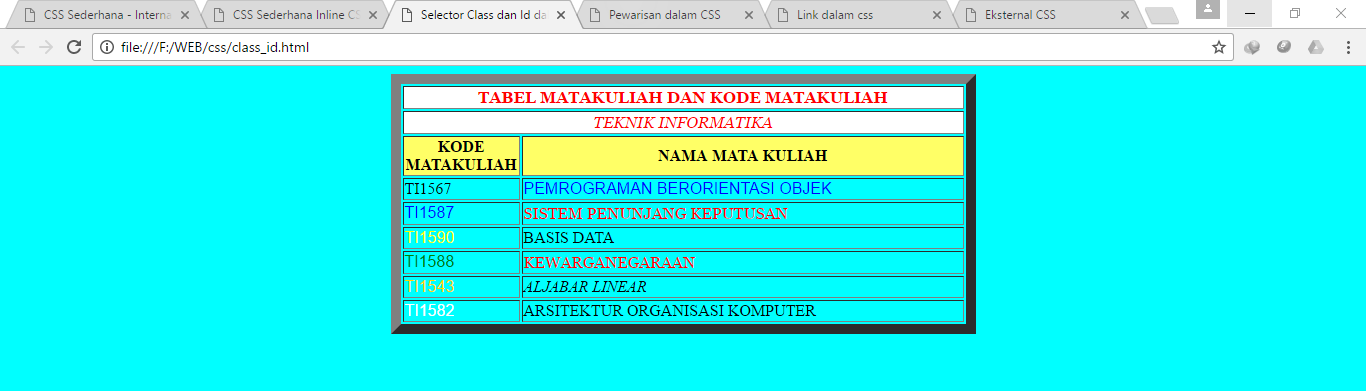 CSS Sederhana - Interna
CSS Sederhana Inline CS
Selector Class dan Id da
Pewarisan dalam CSS
Link dalam css
Eksternal CSS
file:///F:/WEB/css/class_id.html
TABEL MATAKULIAH DAN KODE MATAKULIAH
TEKNIK INFORMATIKA
KODE
MATAKULIAH
NAMA MATA KULIAH
TI1567 PEMROGRAMAN BERORIENTASI OBJEK
TI1587 SISTEM PENUNJANG KEPUTUSAN
TI1590 BASIS DATA
TI1588 KEWARGANEGARAAN
TI1543 ALJABAR LINEAR
TI1582 ARSITEKTUR ORGANISASI KOMPUTER